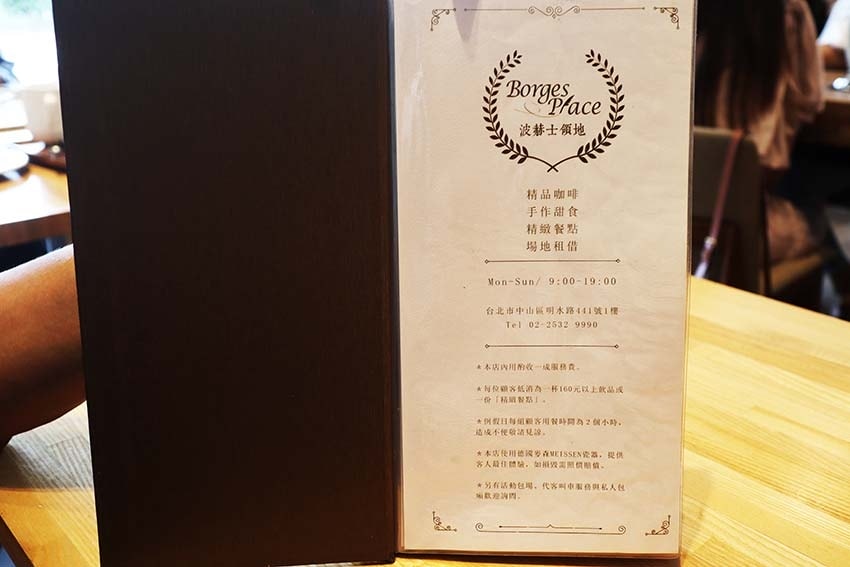 Borges
Place
波赫士領地
精品咖啡
手作甜食
精緻餐點
場地租借
Mon-Sun/ 9:00-19:00
台北市中山區明水路441號1樓
Tel 02-2532 9990
★本店內用酌收一成服務費。
★每位顧客低消為一杯160元以上飲品或
一份「精緻餐點」。
★例假日每組顧客用餐時間為2個小時,
造成不便敬請見諒。
★本店使用德國麥森MEISSEN瓷器,提供
客人最佳體驗,如損毀需照價賠償。
★另有活動包場、代客叫車服務與私人包
廂歡迎詢問。